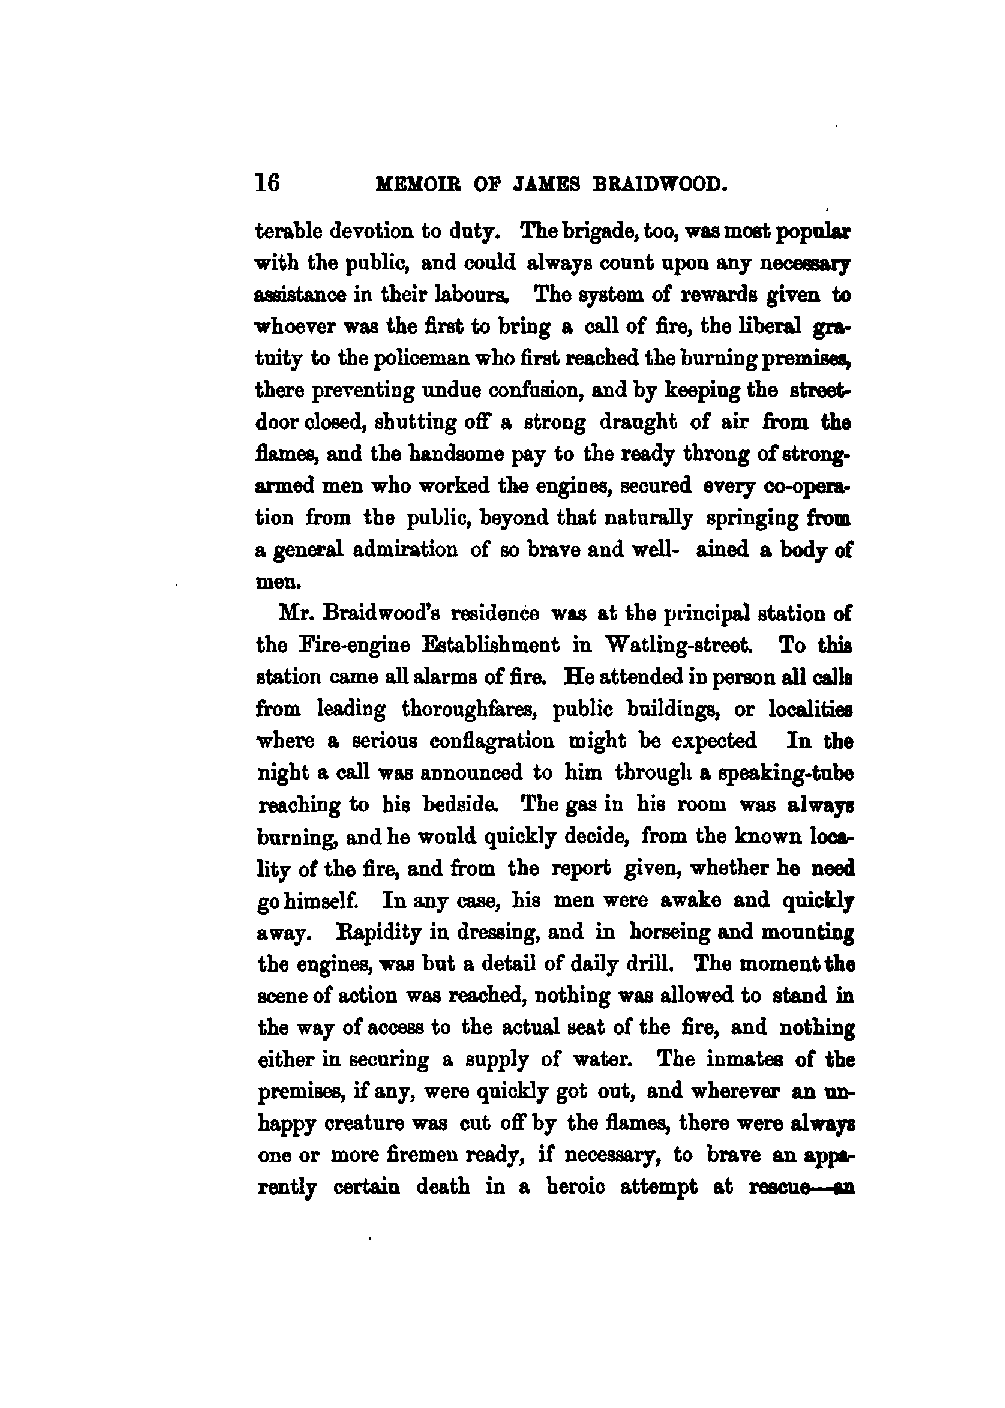 16 MEMOIR OF JAMES BRAIDWOOD.
terable devotion to duty. The brigade, too, was most popular
with the public, and could always count upon any necessary
assistance in their labours. The system of rewards given to
whoever was the first to bring a call of fire, the liberal gra-
tuity to the policeman who first reached the burning premises,
there preventing undue confusion, and by keeping the street-
door closed, shutting off a strong draught of air from the
flames, and the handsome pay to the ready throng of strong-
armed men who worked the engines, secured every co-opera-
tion from the public, beyond that naturally springing from
a general admiration of so brave and well- ained a body of
men.
Mr. Braidwood's residence was at the principal station of
the Fire-engine Establishment in Watling-street. To this
station came all alarms of fire. He attended in person all calls
from leading thoroughfares, public buildings, or localities
where a serious conflagration might be expected In the
night a call was announced to him through a speaking-tube
reaching to his bedside. The gas in his room was always
burning, and he would quickly decide, from the known loca-
lity of the fire, and from the report given, whether he need
go himself. In any case, his men were awake and quickly
away. Rapidity in dressing, and in horseing and mounting
the engines, was but a detail of daily drill. The moment the
scene of action was reached, nothing was allowed to stand in
the way of access to the actual seat of the fire, and nothing
either in securing a supply of water. The inmates of the
premises, if any, were quickly got out, and wherever an un-
happy creature was cut off by the flames, there were always
one or more firemen ready, if necessary, to brave an appa-
rently certain death in a heroic attempt at rescue—an